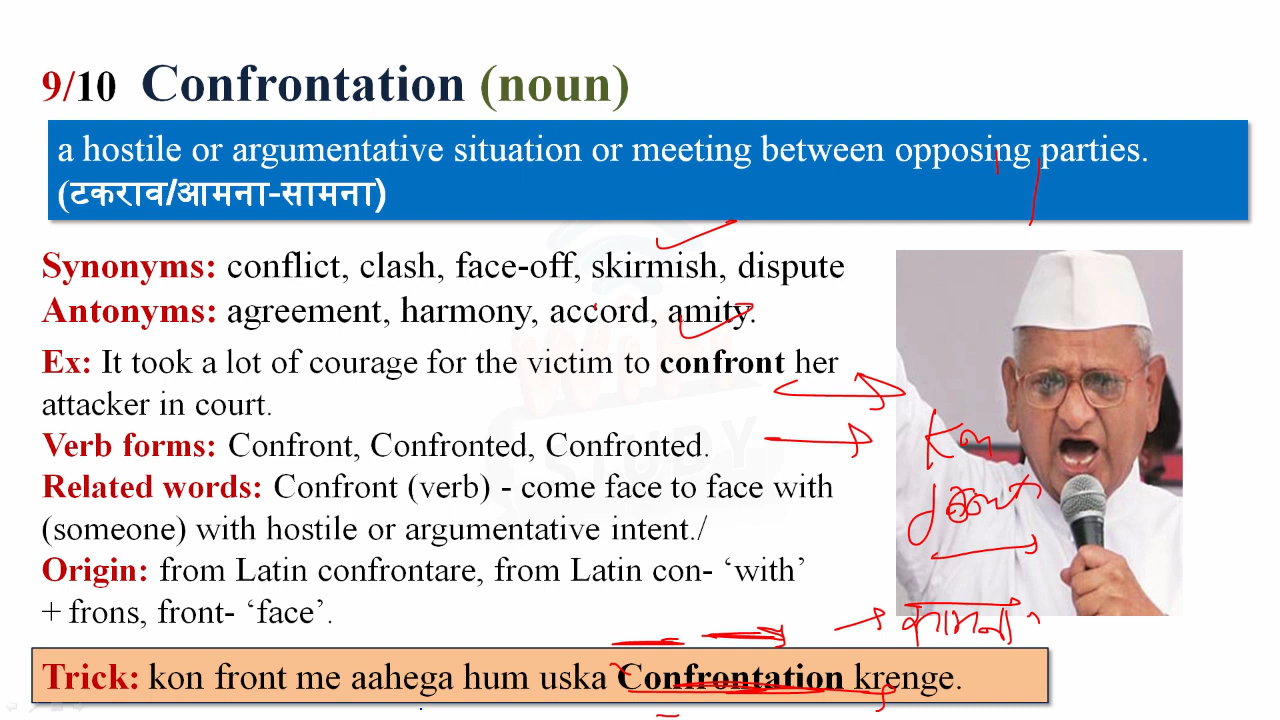 9/10 Confrontation (noun)
a hostile or argumentative situation or meeting between opposing parties.
(टकराव/आमना-सामना)
Synonyms: conflict, clash, face-off, skirmish, dispute
Antonyms: agreement, harmony, accord, amity.
Ex: It took a lot of courage for the victim to confront her
attacker in court.
Verb forms: Confront, Confronted, Confronted.
Related words: Confront (verb) - come face to face with
(someone) with hostile or argumentative intent./
Origin: from Latin confrontare, from Latin con- ‘with’
+ frons, front- ‘face’.
Trick: kon front me aahega hum uska Confrontation krenge.